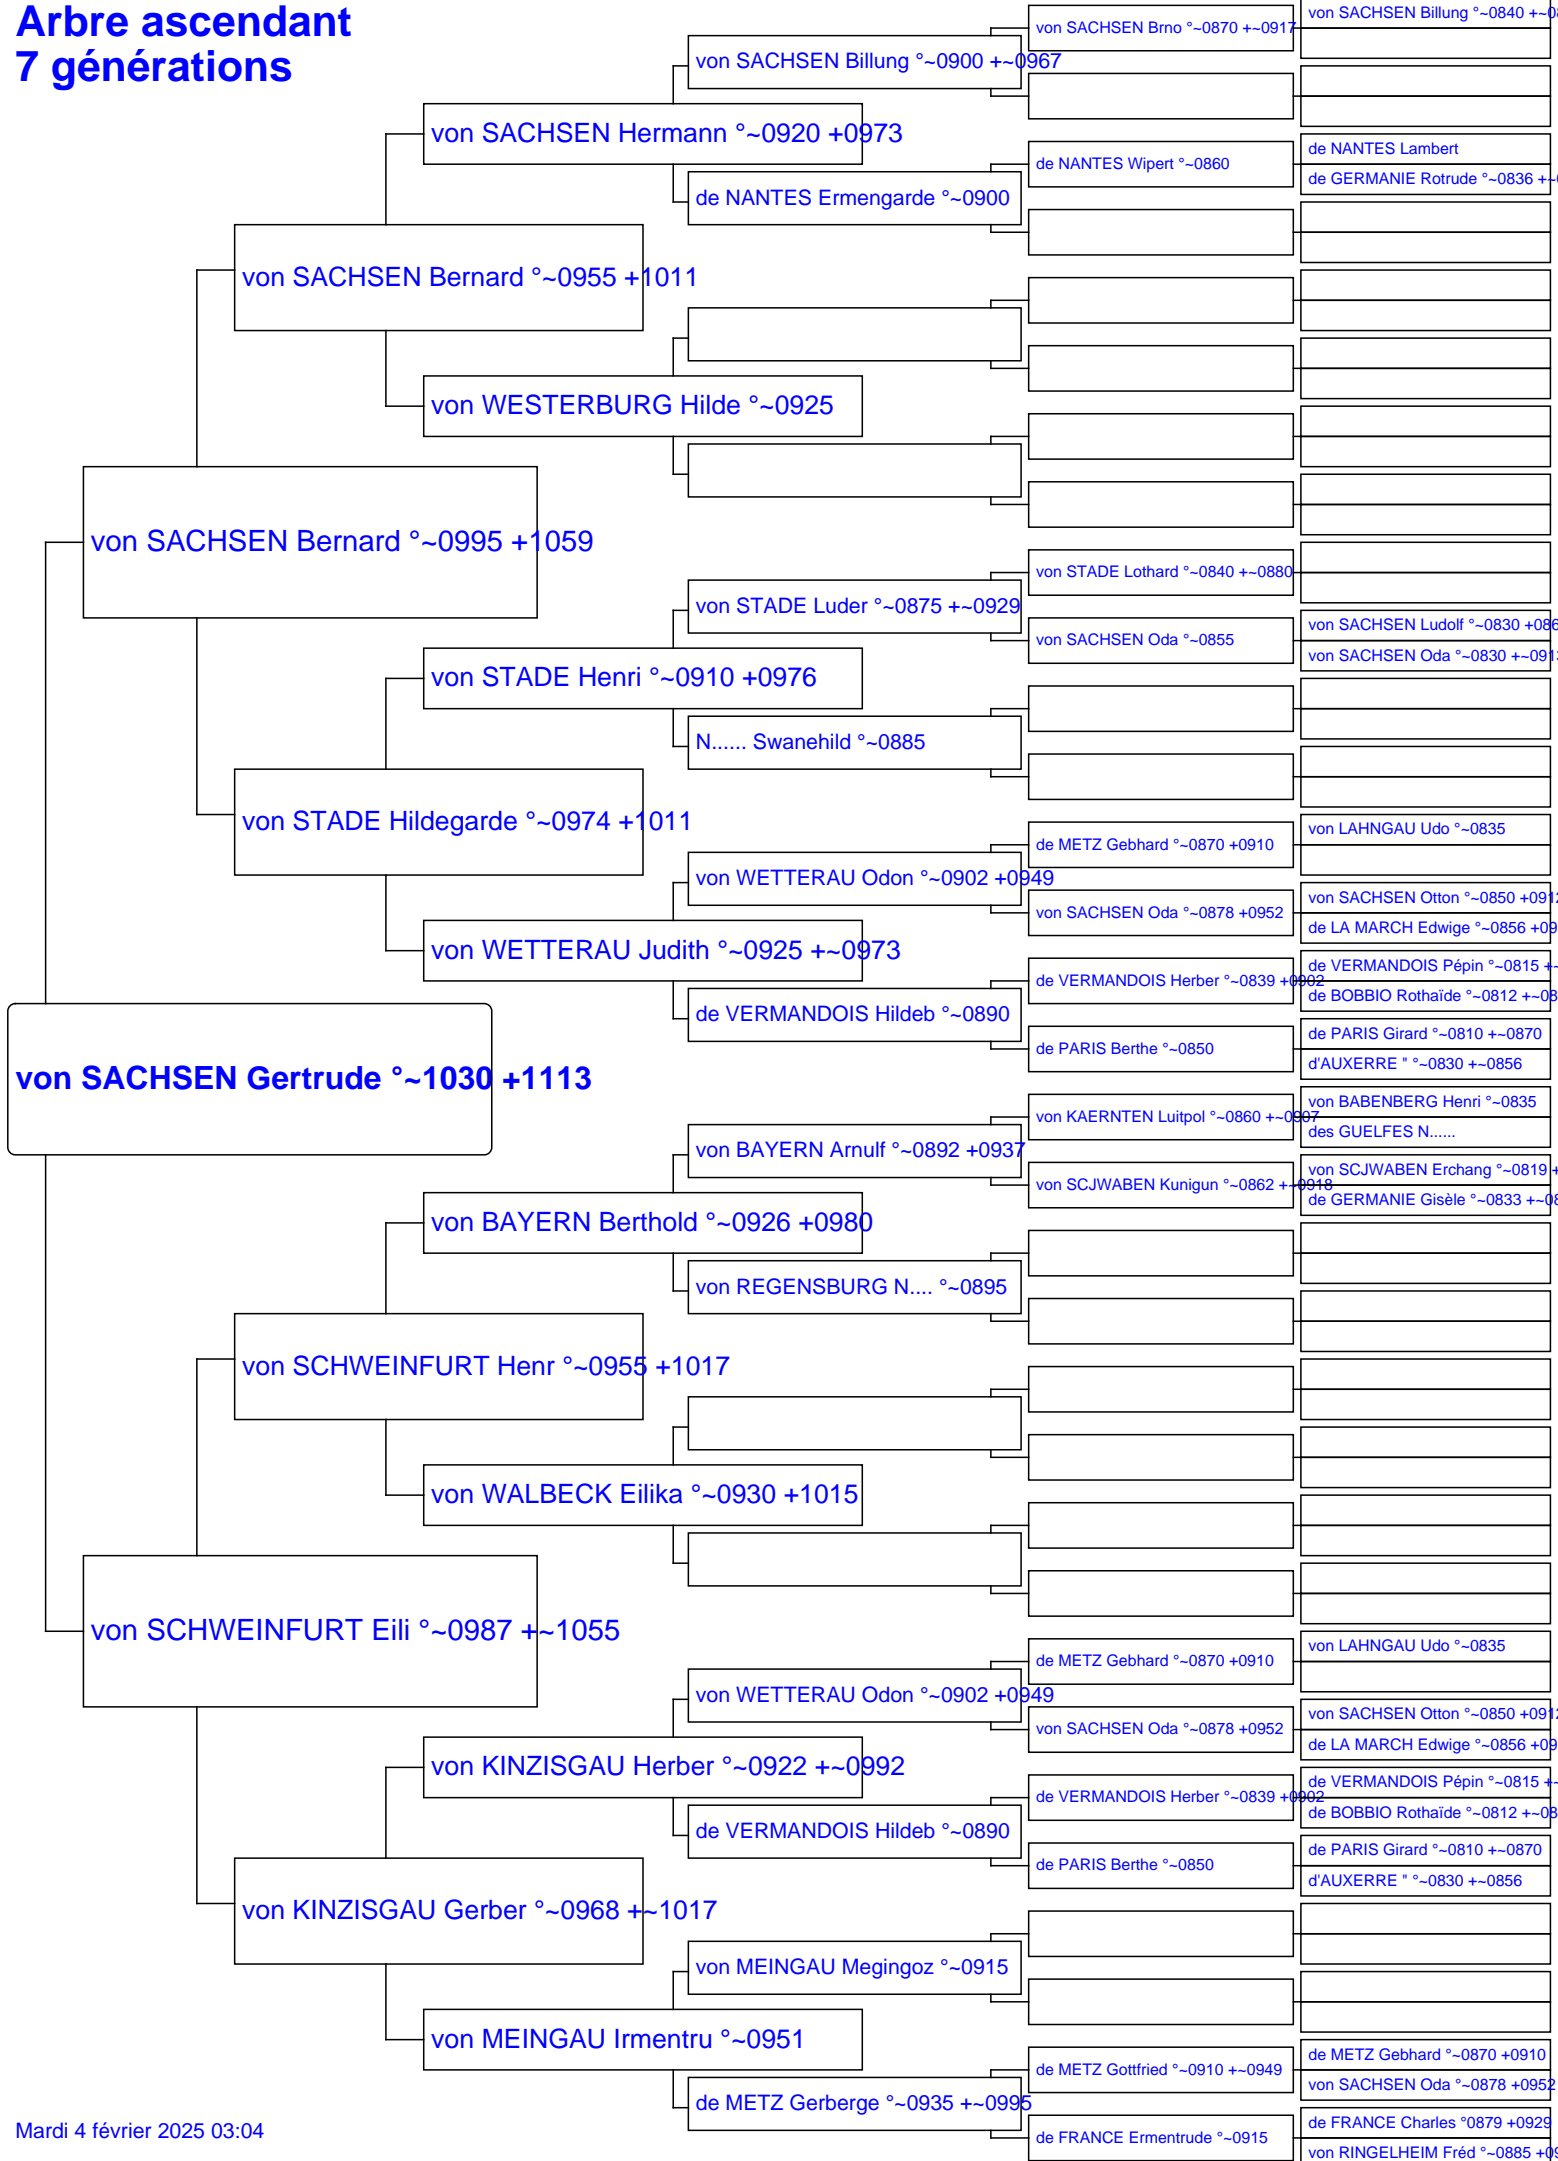 Arbre ascendant
7 générations
von SACHSEN Billung °~0840 +~08
von SACHSEN Brno °~0870 +~0917
von SACHSEN Billung °~0900 +~0967
von SACHSEN Hermann °~0920 +0973
de NANTES Lambert
de NANTES Wipert °~0860
de GERMANIE Rotrude °~0836 +~
de NANTES Ermengarde °~0900
von SACHSEN Bernard °~0955 +1011
von WESTERBURG Hilde °~0925
von SACHSEN Bernard °~0995 +1059
von STADE Lothard °~0840 +~0880
von STADE Luder °~0875 +~0929
von SACHSEN Ludolf °~0830 +086
von SACHSEN Oda °~0855
von SACHSEN Oda °~0830 +~0913
von STADE Henri °~0910 +0976
N...... Swanehild °~0885
von STADE Hildegarde °~0974 +1011
von LAHNGAU Udo °~0835
de METZ Gebhard °~0870 +0910
von WETTERAU Odon °~0902 +0949
von SACHSEN Otton °~0850 +0912
von SACHSEN Oda °~0878 +0952
de LA MARCH Edwige °~0856 +09
von WETTERAU Judith °~0925 +~0973
de VERMANDOIS Pépin °~0815 +~
de VERMANDOIS Herber °~0839 +0902
de BOBBIO Rothaïde °~0812 +~08
de VERMANDOIS Hildeb °~0890
de PARIS Girard °~0810 +~0870
de PARIS Berthe °~0850
d'AUXERRE " °~0830 +~0856
von SACHSEN Gertrude °~1030 +1113
von BABENBERG Henri °~0835
von KAERNTEN Luitpol °~0860 +~0907
des GUELFES N......
von BAYERN Arnulf °~0892 +0937
von SCJWABEN Erchang °~0819 +
von SCJWABEN Kunigun °~0862 +~0918
de GERMANIE Gisèle °~0833 +~08
von BAYERN Berthold °~0926 +0980
von REGENSBURG N.... °~0895
von SCHWEINFURT Henr °~0955 +1017
von WALBECK Eilika °~0930 +1015
von SCHWEINFURT Eili °~0987 +~1055
von LAHNGAU Udo °~0835
de METZ Gebhard °~0870 +0910
von WETTERAU Odon °~0902 +0949
von SACHSEN Otton °~0850 +0912
von SACHSEN Oda °~0878 +0952
de LA MARCH Edwige °~0856 +09
von KINZISGAU Herber °~0922 +~0992
de VERMANDOIS Pépin °~0815 +~
de VERMANDOIS Herber °~0839 +0902
de BOBBIO Rothaïde °~0812 +~08
de VERMANDOIS Hildeb °~0890
de PARIS Girard °~0810 +~0870
de PARIS Berthe °~0850
d'AUXERRE " °~0830 +~0856
von KINZISGAU Gerber °~0968 +~1017
von MEINGAU Megingoz °~0915
von MEINGAU Irmentru °~0951
de METZ Gebhard °~0870 +0910
de METZ Gottfried °~0910 +~0949
von SACHSEN Oda °~0878 +0952
de METZ Gerberge °~0935 +~0995
de FRANCE Charles °0879 +0929
de FRANCE Ermentrude °~0915
von RINGELHEIM Fréd °~0885 +09
Mardi 4 février 2025 03:04